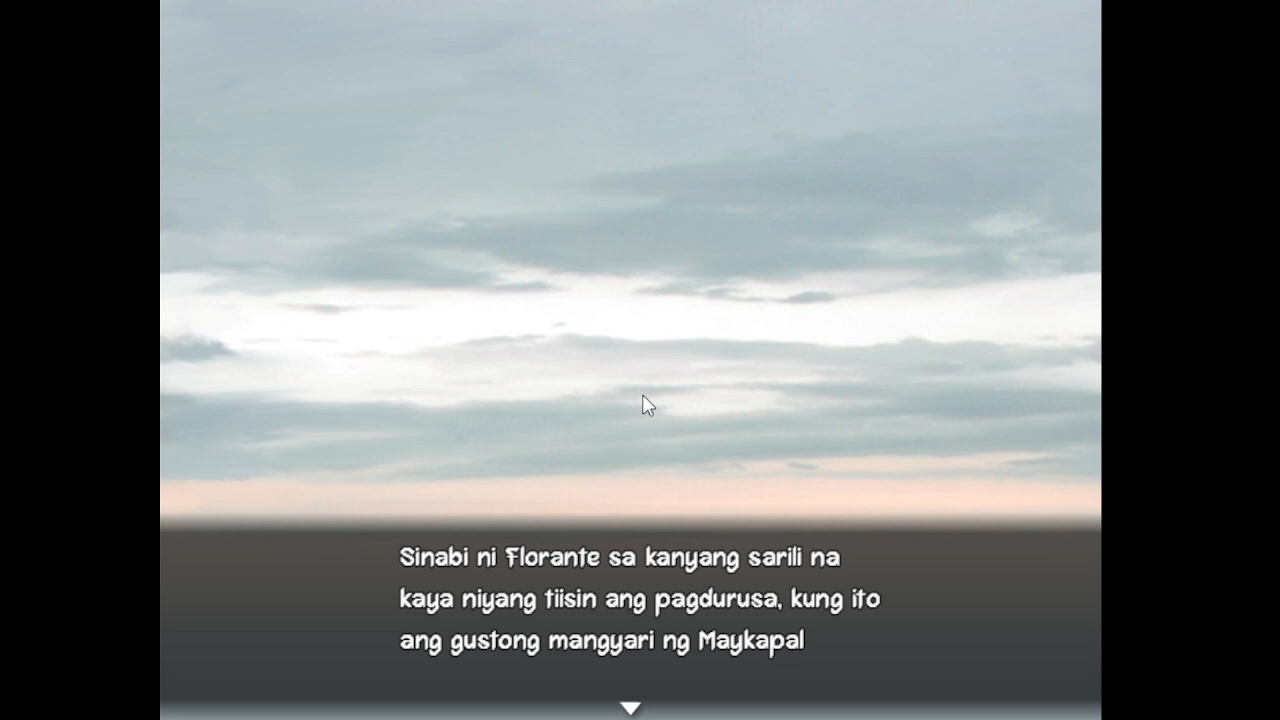 Sinabi ni Florante sa kanyang sarili na
kaya niyang tiisin ang pagdurusa, kung ito
ang gustong mangyari ng Maykapal